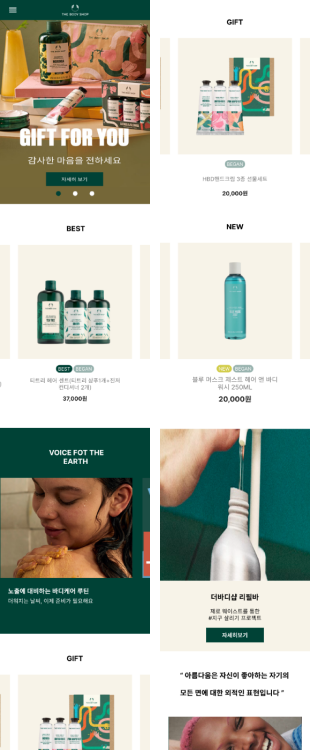 THE BODY SHOP
GIFT FOR YOU
감사한 마음을 전하세요
자세히 보기
BEST
BEST VEGAN
티트리 헤어 센트(티트리 샴푸1개+진저
컨디셔너 2개)
37,000원
VOICE FOT THE
EARTH
노출에 대비하는 바디케어 루틴
더워지는 날씨, 이제 준비가 필요해요
GIFT
GIFT
VEGAN
HBD핸드크림 3종 선물세트
20,000원
NEW
NEW VEGAN
블루 머스크 제스트 헤어 앤 바디
워시 250ML
20,000원
더바디샵 리필바
제로 웨이스트를 통한
#지구 살리기 프로젝트
자세히보기
" 아름다움은 자신이 좋아하는 자기의
모든 면에 대한 외적인 표현입니다 "